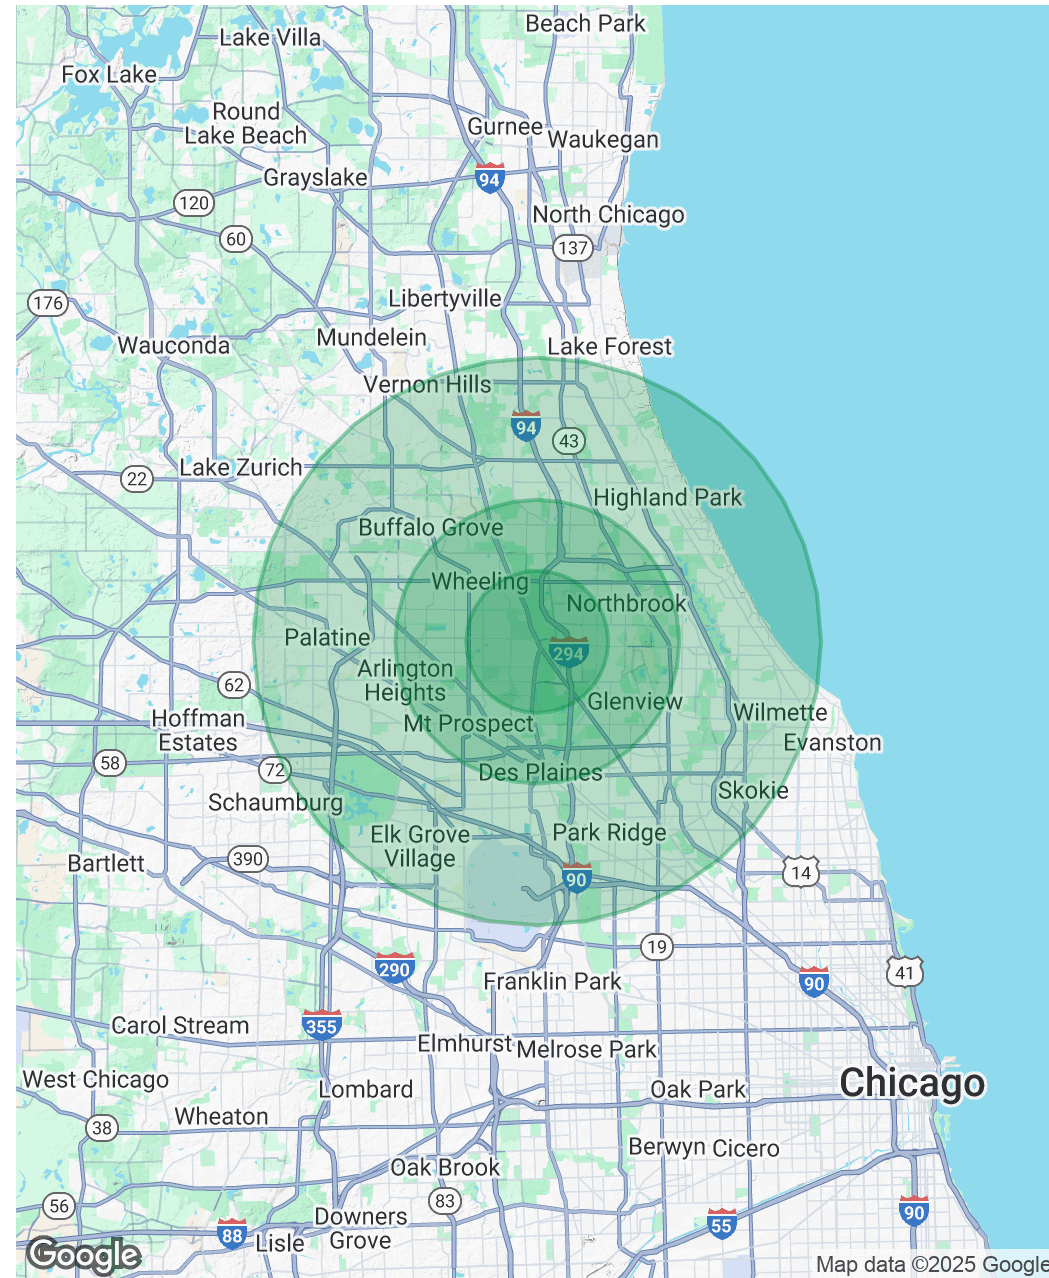 Beach Park
Lake Villa
Fox Lake
Round
Lake Beach
Gurnee
Waukegan
94
Grayslake
120
North Chicago
60
137
176
Libertyville
Mundelein
Wauconda
Lake Forest
Vernon Hills
94
43
Lake Zurich
22
Highland Park
Buffalo Grove
Wheeling
Northbrook
Palatine
294
Arlington
Heights
62
Glenview
Hoffman
Estates
Mt Prospect
Wilmette
Evanston
58
72
Des Plaines
Skokie
Schaumburg
Elk Grove
Village
Park Ridge
Bartlett
390
14
90
19
290
41
Franklin Park
90
Carol Stream
355
Elmhurst
Melrose Park
West Chicago
Lombard
Oak Park
Chicago
Wheaton
38
Berwyn
Cicero
Oak Brook
56
83
Downers
Grove
88
Lisle
55
90
Google
Map data ©2025 Google